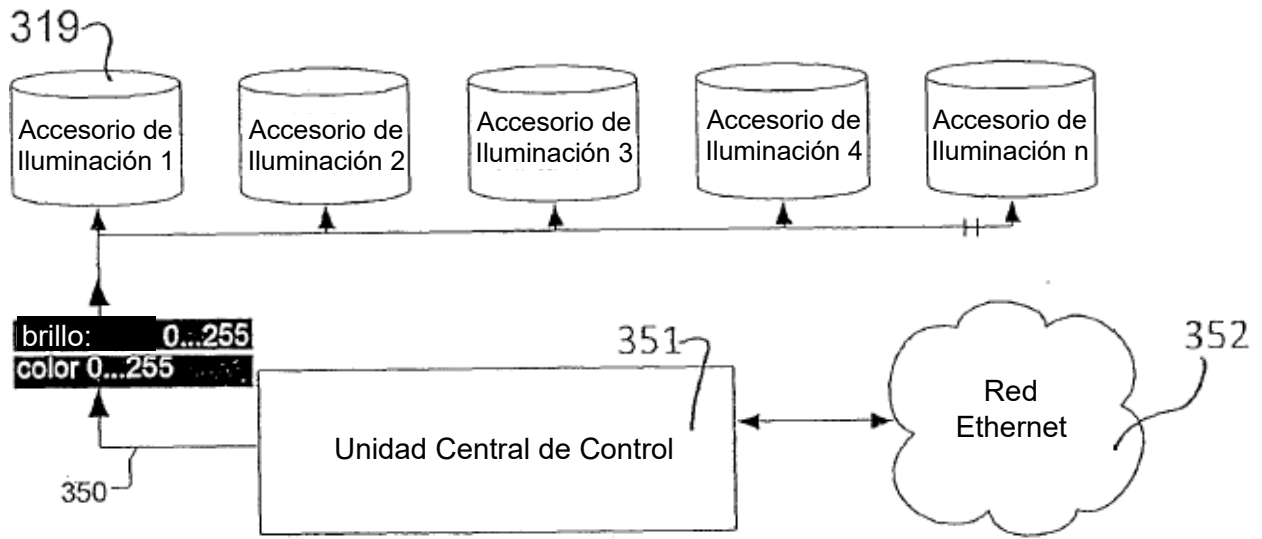 319
Accesorio de
Iluminación 1
Accesorio de
Iluminación 2
Accesorio de
Iluminación 3
Accesorio de
Iluminación 4
Accesorio de
Iluminación n
brillo: 0...255
color 0...255
350
351
Unidad Central de Control
352
Red
Ethernet